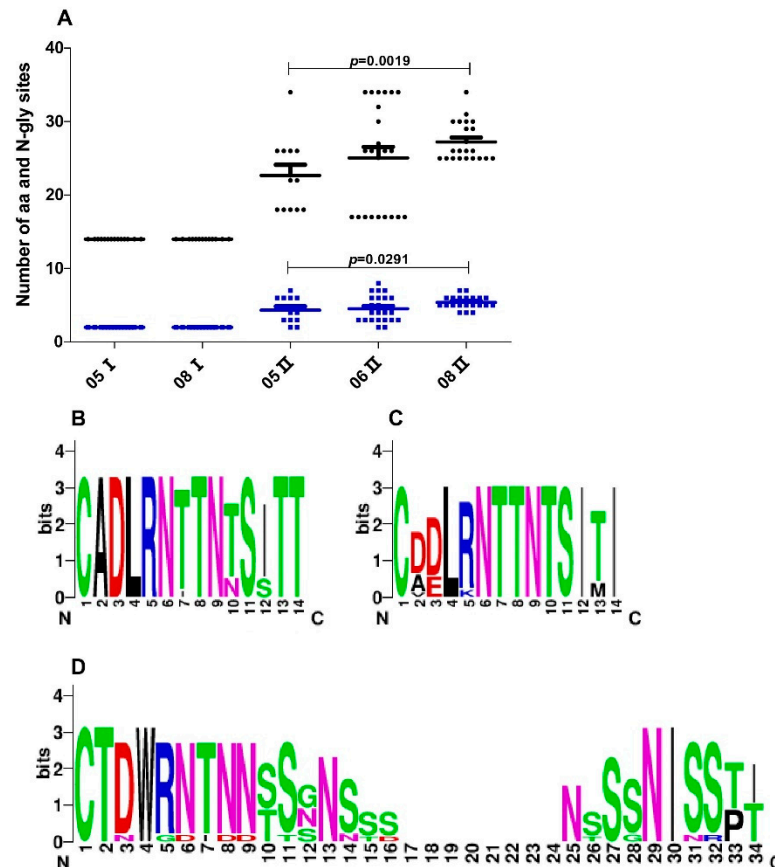 A
Number of aa and N-gly sites
40
30
20
10
0
p=0.0019
p=0.0291
05 I
08 I
05 II
06 II
08 II
B
bits
4
3
2
1
0
CADLRNTTNTSITT
I N S
1 2 3 4 5 6 7 8 9 10 11 12 13 14
N C
C
bits
4
3
2
1
0
CDDLRNTTNTSITI
A E K M
1 2 3 4 5 6 7 8 9 10 11 12 13 14
N C
D
bits
4
3
2
1
0
CTDWRNTNNSSGNSSS NSSSNISSTI
N G D I D D T T N N T D T G N R P T
S
1 2 3 4 5 6 7 8 9 10 11 12 13 14 15 16 17 18 19 20 21 22 23 24 25 26 27 28 29 30 31 32 33 34
N C